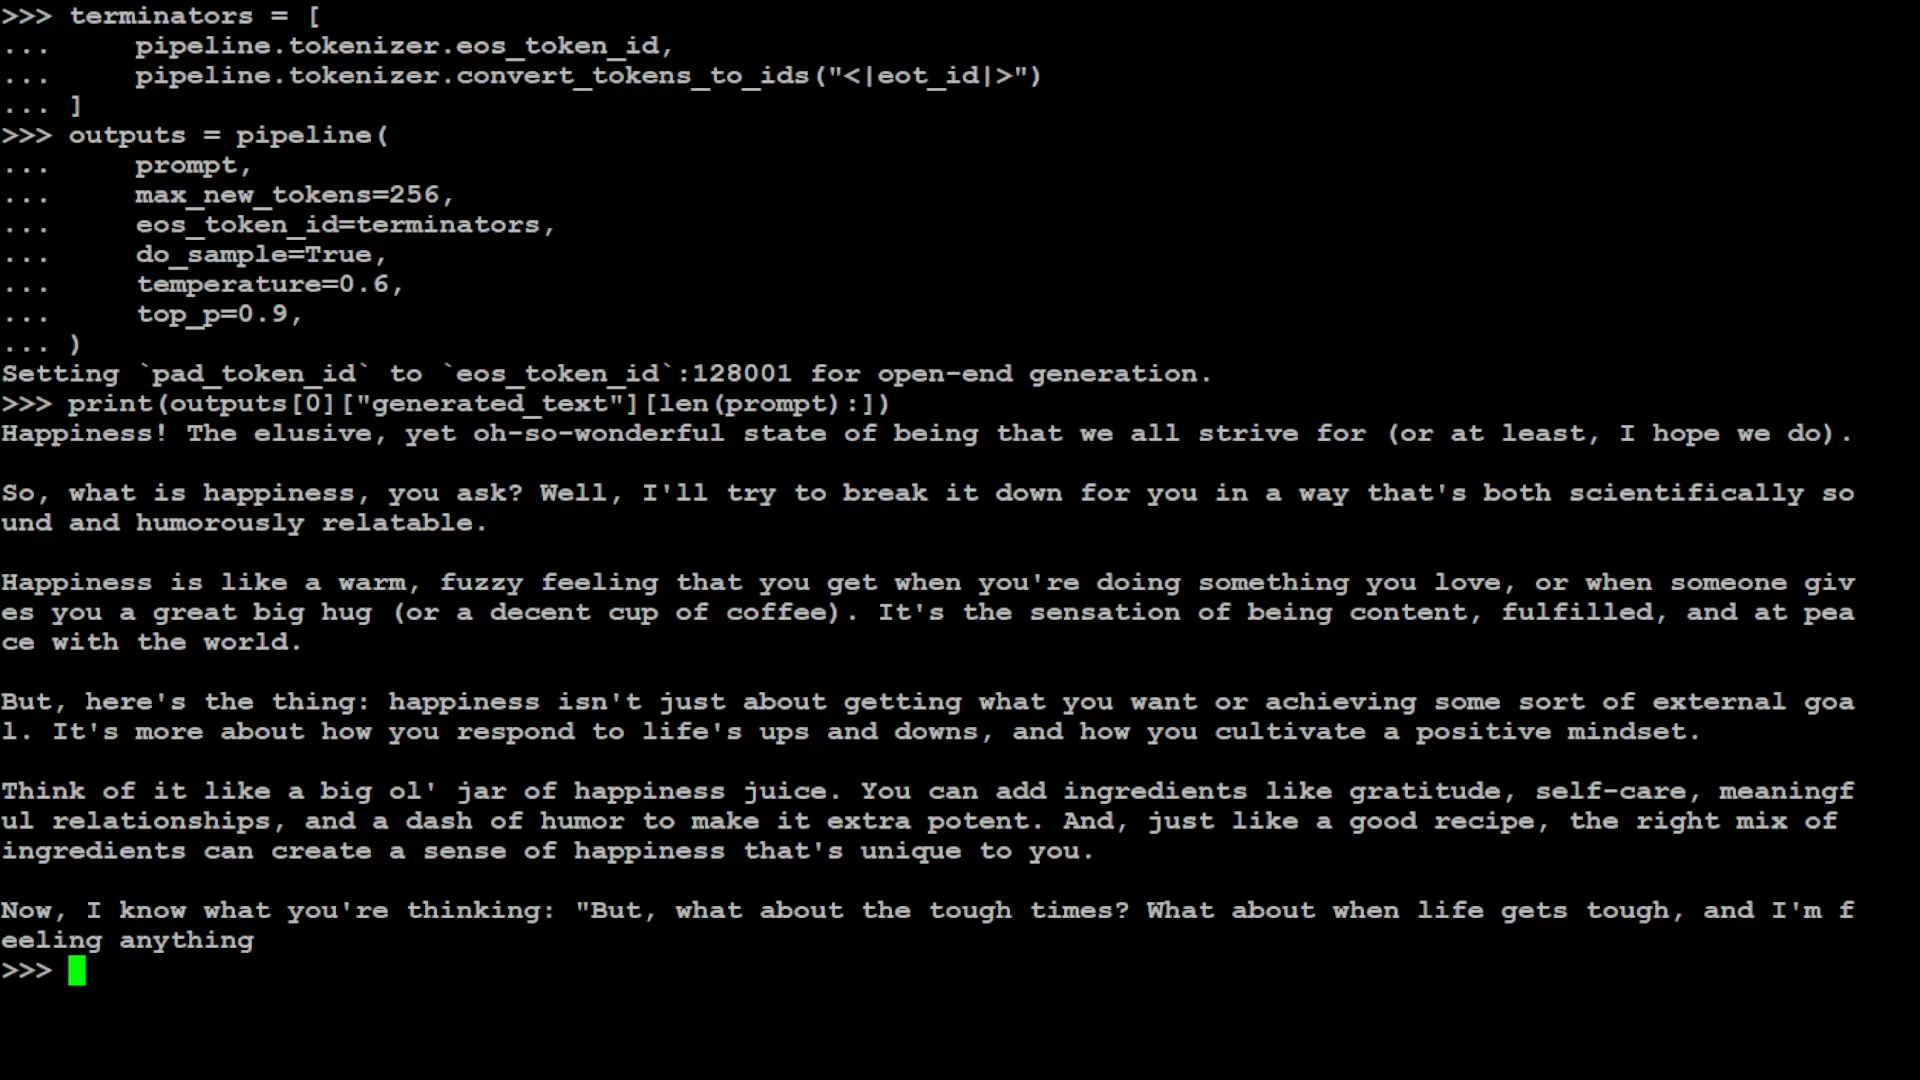 >>> terminators = [
...     pipeline.tokenizer.eos_token_id,
...     pipeline.tokenizer.convert_tokens_to_ids("<|eot_id|>")
... ]
>>> outputs = pipeline(
...     prompt,
...     max_new_tokens=256,
...     eos_token_id=terminators,
...     do_sample=True,
...     temperature=0.6,
...     top_p=0.9,
... )
Setting `pad_token_id` to `eos_token_id`:128001 for open-end generation.
>>> print(outputs[0]["generated_text"][len(prompt):])
Happiness! The elusive, yet oh-so-wonderful state of being that we all strive for (or at least, I hope we do).

So, what is happiness, you ask? Well, I'll try to break it down for you in a way that's both scientifically so
und and humorously relatable.

Happiness is like a warm, fuzzy feeling that you get when you're doing something you love, or when someone giv
es you a great big hug (or a decent cup of coffee). It's the sensation of being content, fulfilled, and at pea
ce with the world.

But, here's the thing: happiness isn't just about getting what you want or achieving some sort of external goa
l. It's more about how you respond to life's ups and downs, and how you cultivate a positive mindset.

Think of it like a big ol' jar of happiness juice. You can add ingredients like gratitude, self-care, meaningf
ul relationships, and a dash of humor to make it extra potent. And, just like a good recipe, the right mix of
ingredients can create a sense of happiness that's unique to you.

Now, I know what you're thinking: "But, what about the tough times? What about when life gets tough, and I'm f
eeling anything
>>>